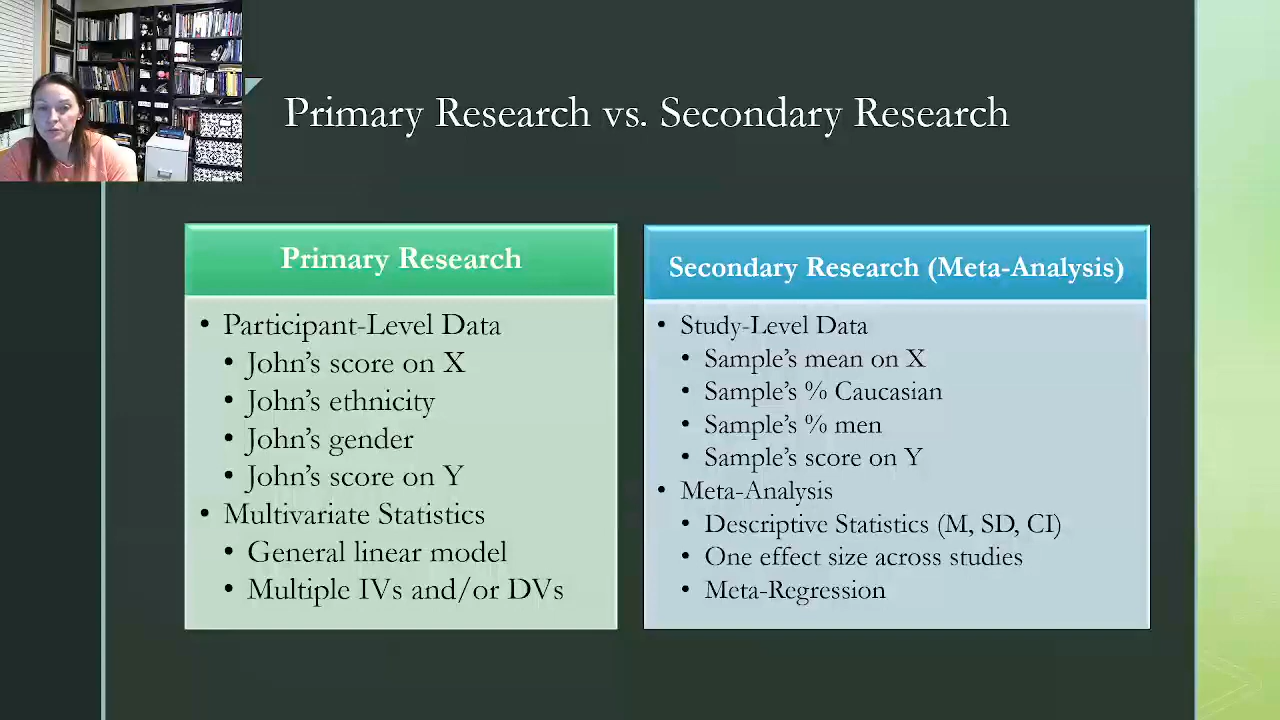 Primary Research vs. Secondary Research
Primary Research
• Participant-Level Data
• John’s score on X
• John’s ethnicity
• John’s gender
• John’s score on Y
• Multivariate Statistics
• General linear model
• Multiple IVs and/or DVs
Secondary Research (Meta-Analysis)
• Study-Level Data
• Sample’s mean on X
• Sample’s % Caucasian
• Sample’s % men
• Sample’s score on Y
• Meta-Analysis
• Descriptive Statistics (M, SD, CI)
• One effect size across studies
• Meta-Regression